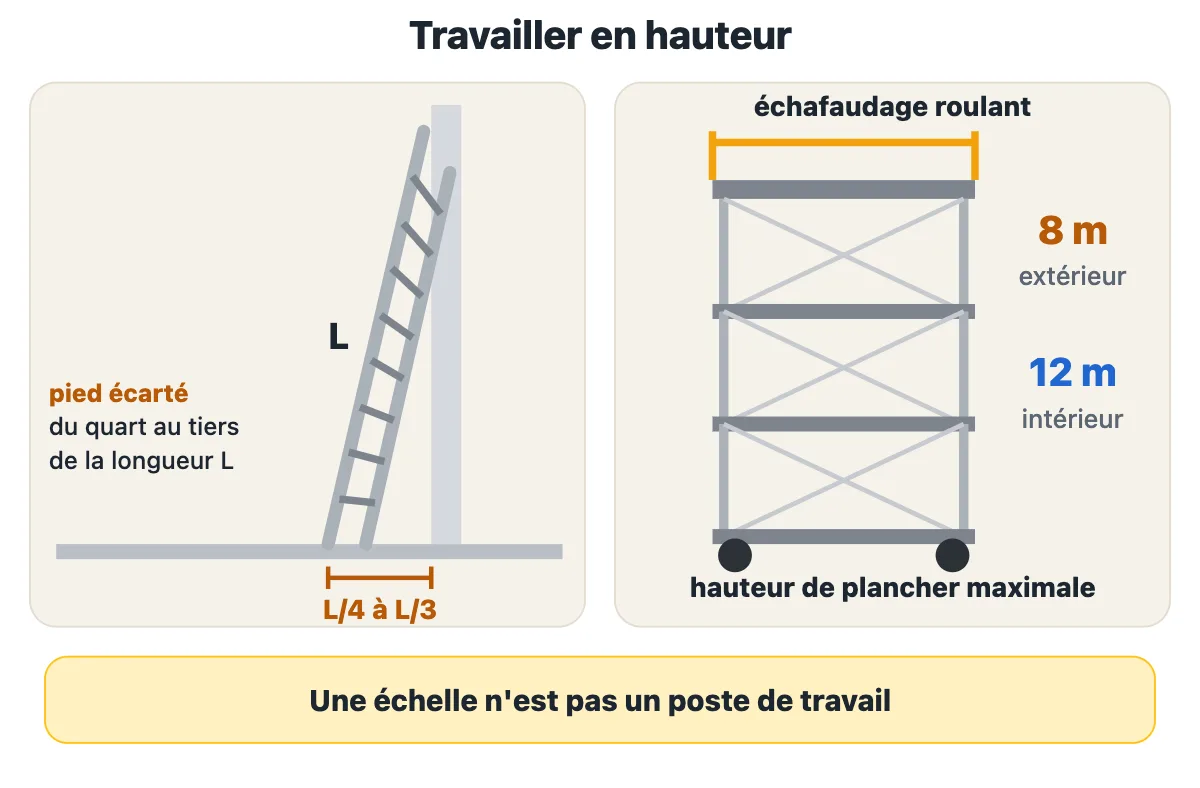 Travailler en hauteur
L
pied écarté
du quart au tiers
de la longueur L
L/4 à L/3
échafaudage roulant
8 m
extérieur
12 m
intérieur
hauteur de plancher maximale
Une échelle n'est pas un poste de travail